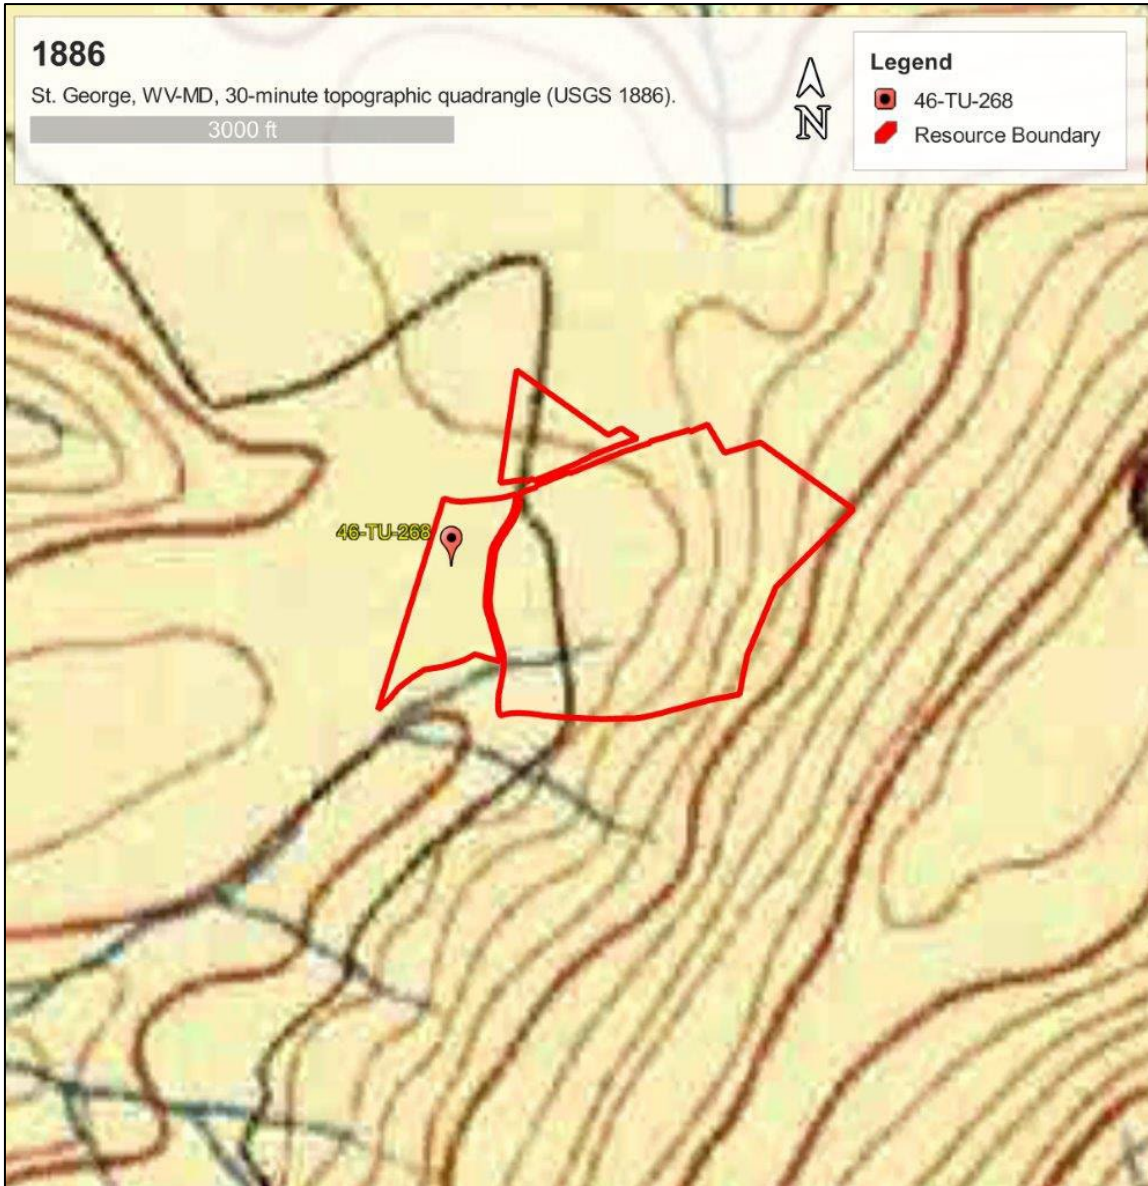 1886
St. George, WV-MD, 30-minute topographic quadrangle (USGS 1886).
3000 ft
N
Legend
46-TU-268
Resource Boundary
46-TU-268